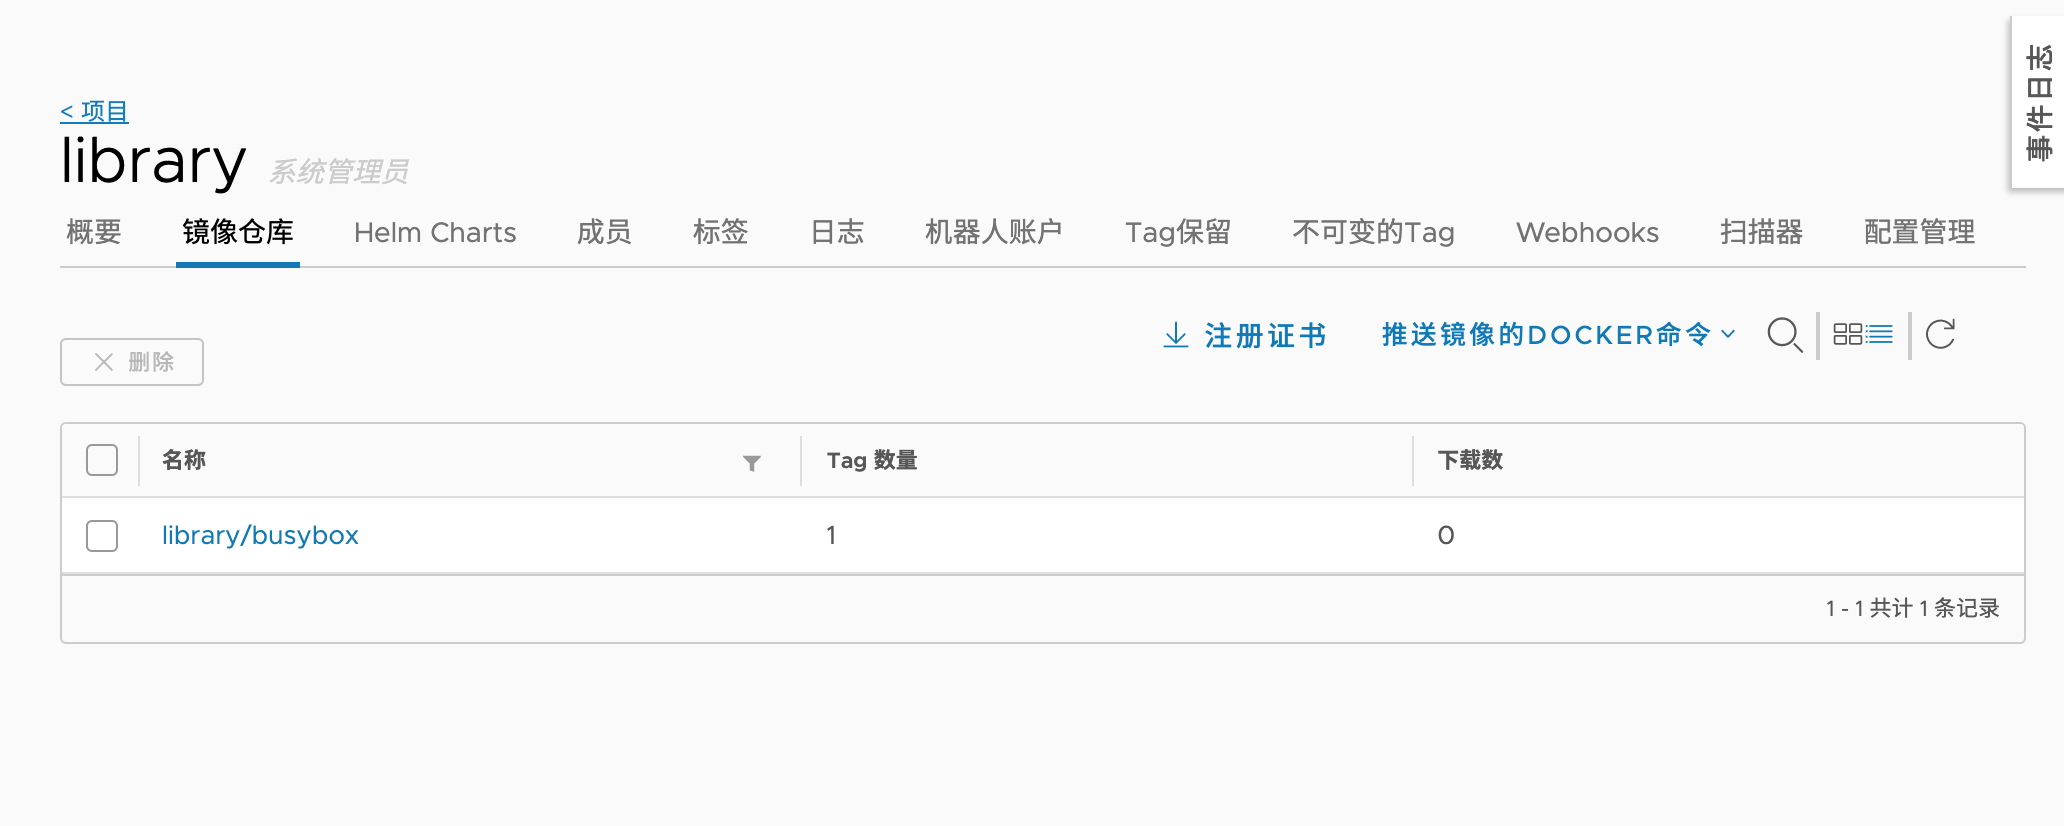 < 项目
library 系统管理员
概要 镜像仓库 Helm Charts 成员 标签 日志 机器人账户 Tag保留 不可变的Tag Webhooks 扫描器 配置管理
注册证书 推送镜像的DOCKER命令
删除
名称 Tag 数量 下载数
library/busybox 1 0
1 - 1 共计 1 条记录
事件日志